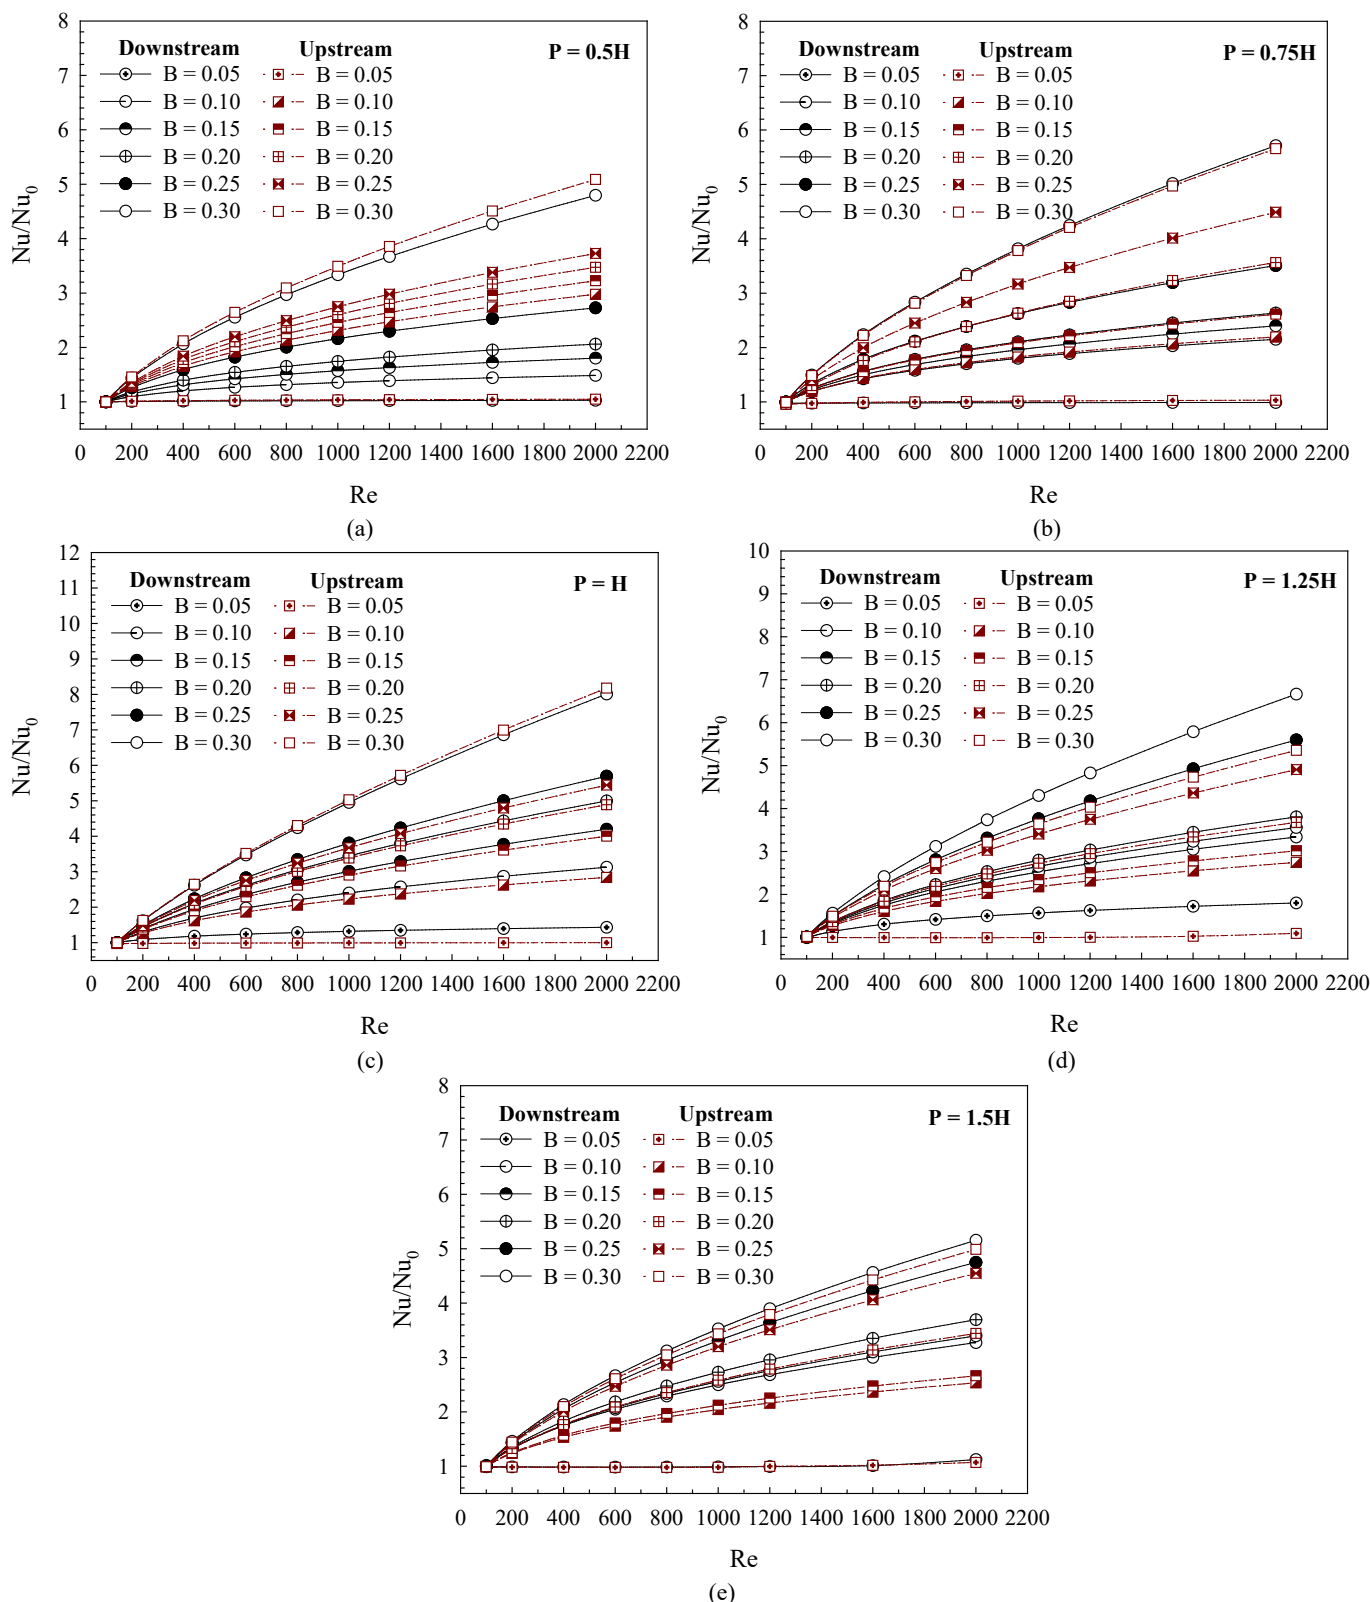 8
7
6
5
4
3
2
1
Nu/Nu0
Downstream Upstream
P = 0.5H
B = 0.05 B = 0.05
B = 0.10 B = 0.10
B = 0.15 B = 0.15
B = 0.20 B = 0.20
B = 0.25 B = 0.25
B = 0.30 B = 0.30
0 200 400 600 800 1000 1200 1400 1600 1800 2000 2200
Re
(a)
8
7
6
5
4
3
2
1
Nu/Nu0
Downstream Upstream
P = 0.75H
B = 0.05 B = 0.05
B = 0.10 B = 0.10
B = 0.15 B = 0.15
B = 0.20 B = 0.20
B = 0.25 B = 0.25
B = 0.30 B = 0.30
0 200 400 600 800 1000 1200 1400 1600 1800 2000 2200
Re
(b)
12
11
10
9
8
7
6
5
4
3
2
1
Nu/Nu0
Downstream Upstream
P = H
B = 0.05 B = 0.05
B = 0.10 B = 0.10
B = 0.15 B = 0.15
B = 0.20 B = 0.20
B = 0.25 B = 0.25
B = 0.30 B = 0.30
0 200 400 600 800 1000 1200 1400 1600 1800 2000 2200
Re
(c)
10
9
8
7
6
5
4
3
2
1
Nu/Nu0
Downstream Upstream
P = 1.25H
B = 0.05 B = 0.05
B = 0.10 B = 0.10
B = 0.15 B = 0.15
B = 0.20 B = 0.20
B = 0.25 B = 0.25
B = 0.30 B = 0.30
0 200 400 600 800 1000 1200 1400 1600 1800 2000 2200
Re
(d)
8
7
6
5
4
3
2
1
Nu/Nu0
Downstream Upstream
P = 1.5H
B = 0.05 B = 0.05
B = 0.10 B = 0.10
B = 0.15 B = 0.15
B = 0.20 B = 0.20
B = 0.25 B = 0.25
B = 0.30 B = 0.30
0 200 400 600 800 1000 1200 1400 1600 1800 2000 2200
Re
(e)